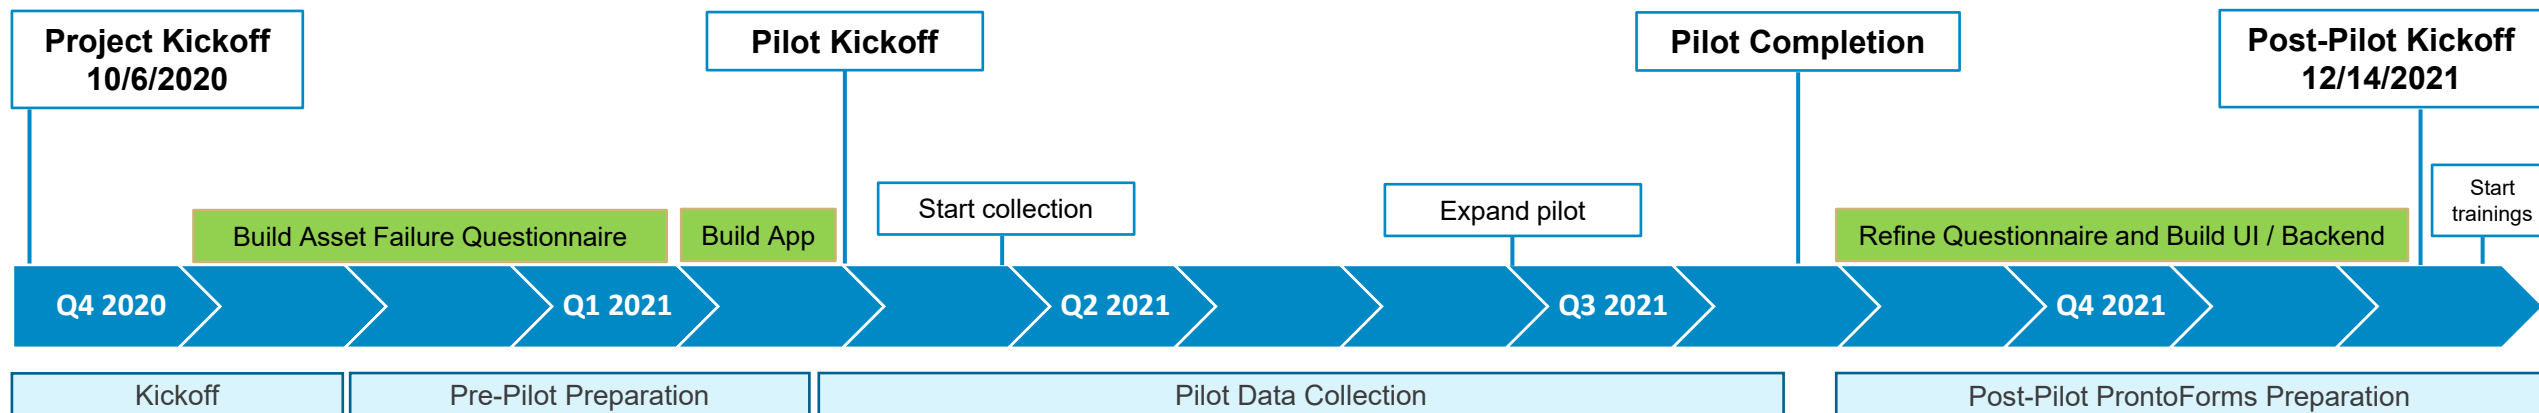 Project Kickoff
10/6/2020
Pilot Kickoff
Pilot Completion
Post-Pilot Kickoff
12/14/2021
Start collection
Expand pilot
Start
trainings
Build Asset Failure Questionnaire
Build App
Refine Questionnaire and Build UI / Backend
Q4 2020
Q1 2021
Q2 2021
Q3 2021
Q4 2021
Kickoff
Pre-Pilot Preparation
Pilot Data Collection
Post-Pilot ProntoForms Preparation